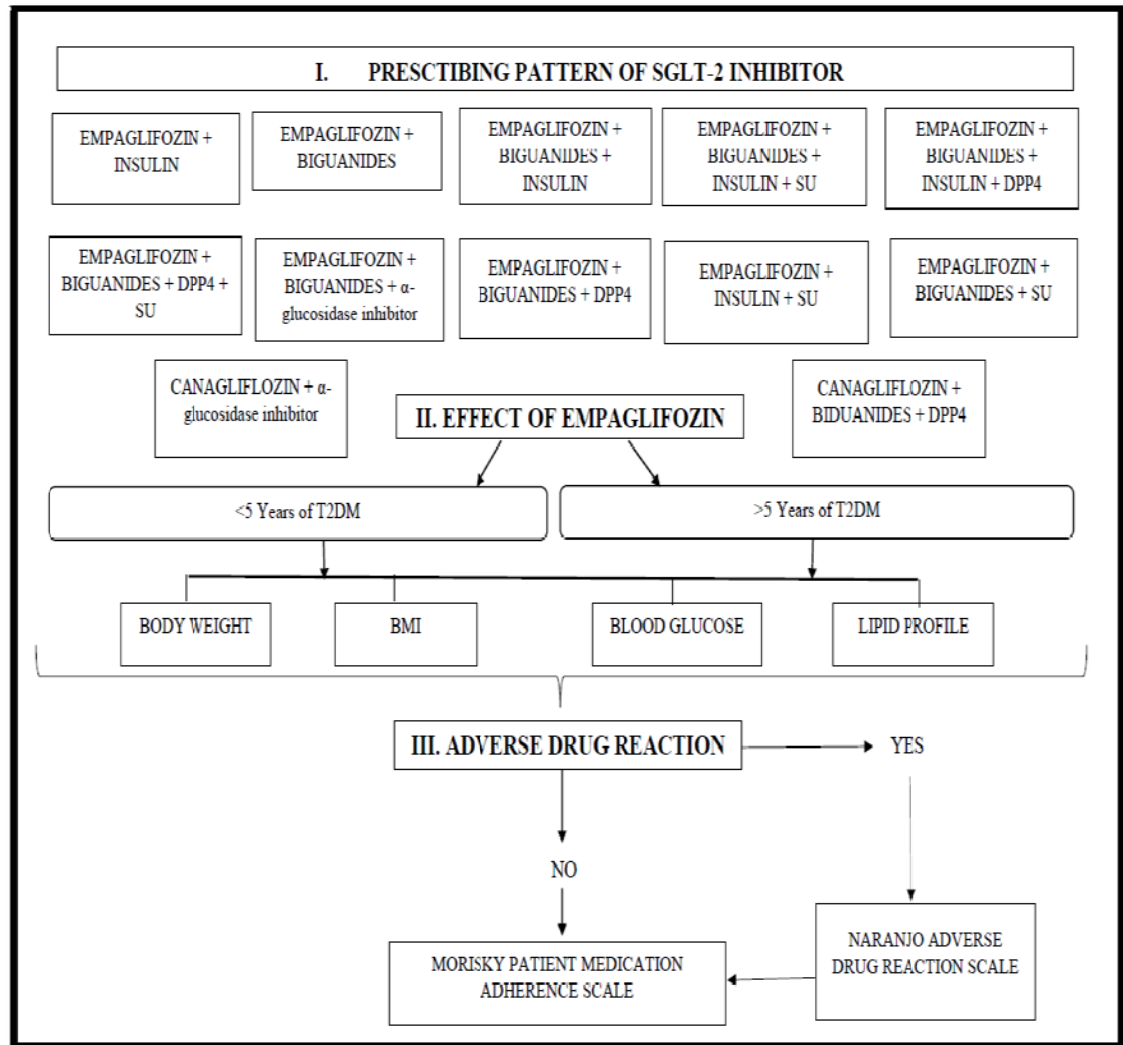 I. PRESCTIBING PATTERN OF SGLT-2 INHIBITOR
EMPAGLIFOZIN +
INSULIN
EMPAGLIFOZIN +
BIGUANIDES
EMPAGLIFOZIN +
BIGUANIDES +
INSULIN
EMPAGLIFOZIN +
BIGUANIDES +
INSULIN + SU
EMPAGLIFOZIN +
BIGUANIDES +
INSULIN + DPP4
EMPAGLIFOZIN +
BIGUANIDES + DPP4 +
SU
EMPAGLIFOZIN +
BIGUANIDES + α-
glucosidase inhibitor
EMPAGLIFOZIN +
BIGUANIDES + DPP4
EMPAGLIFOZIN +
INSULIN + SU
EMPAGLIFOZIN +
BIGUANIDES + SU
CANAGLIFLOZIN + α-
glucosidase inhibitor
CANAGLIFLOZIN +
BIDUANIDES + DPP4
II. EFFECT OF EMPAGLIFOZIN
<5 Years of T2DM
>5 Years of T2DM
BODY WEIGHT
BMI
BLOOD GLUCOSE
LIPID PROFILE
III. ADVERSE DRUG REACTION
YES
NO
NARANJO ADVERSE
DRUG REACTION SCALE
MORISKY PATIENT MEDICATION
ADHERENCE SCALE